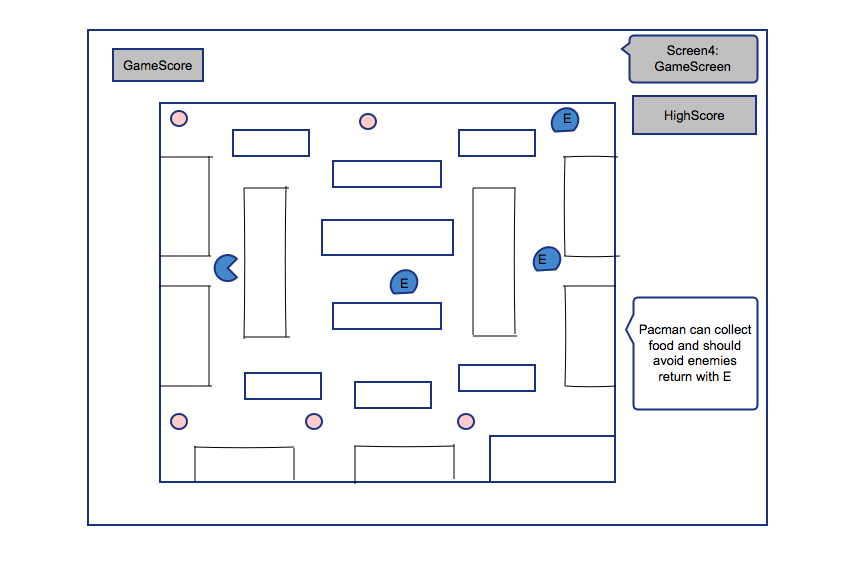 GameScore
Screen4:
GameScreen
HighScore
E
E
E
Pacman can collect
food and should
avoid enemies
return with E